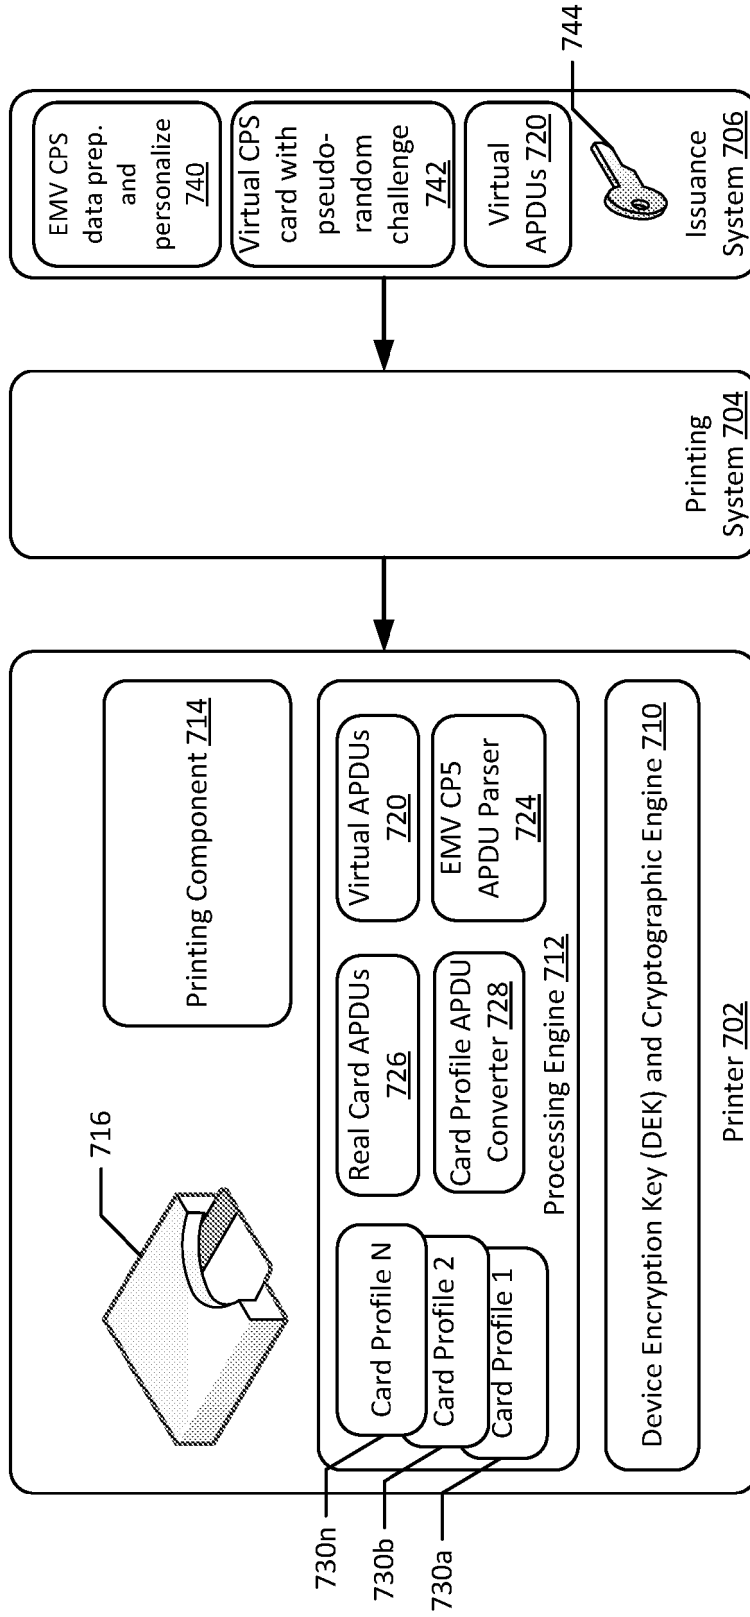 716
Printing Component 714
Real Card APDUs
726
Virtual APDUs
720
Card Profile APDU
Converter 728
EMV CP5
APDU Parser
724
Card Profile N
Card Profile 2
Card Profile 1
730n
730b
730a
Processing Engine 712
Device Encryption Key (DEK) and Cryptographic Engine 710
Printer 702
Printing
System 704
EMV CPS
data prep.
and
personalize
740
Virtual CPS
card with
pseudo-
random
challenge
742
Virtual
APDUs 720
744
Issuance
System 706